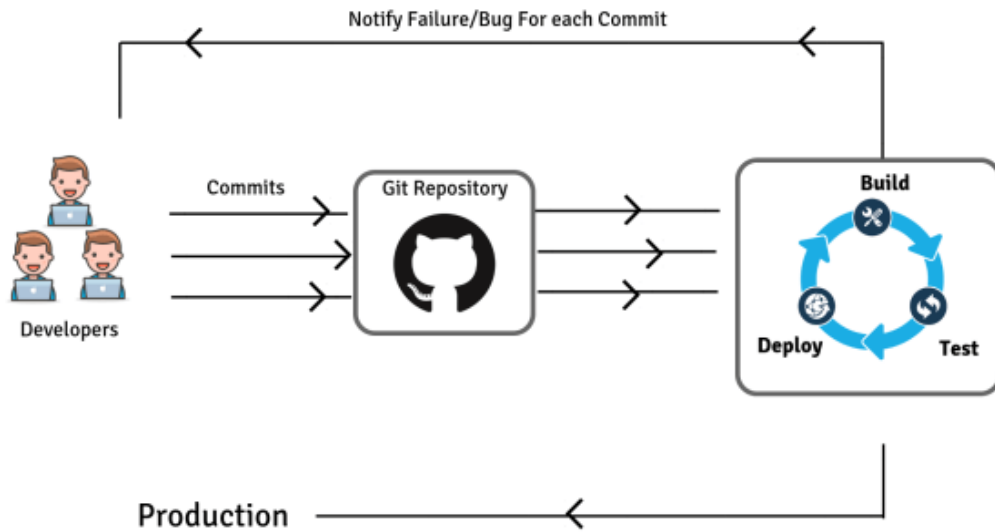 Notify Failure/Bug For each Commit
Commits
Git Repository
Developers
Build
Deploy
Test
Production